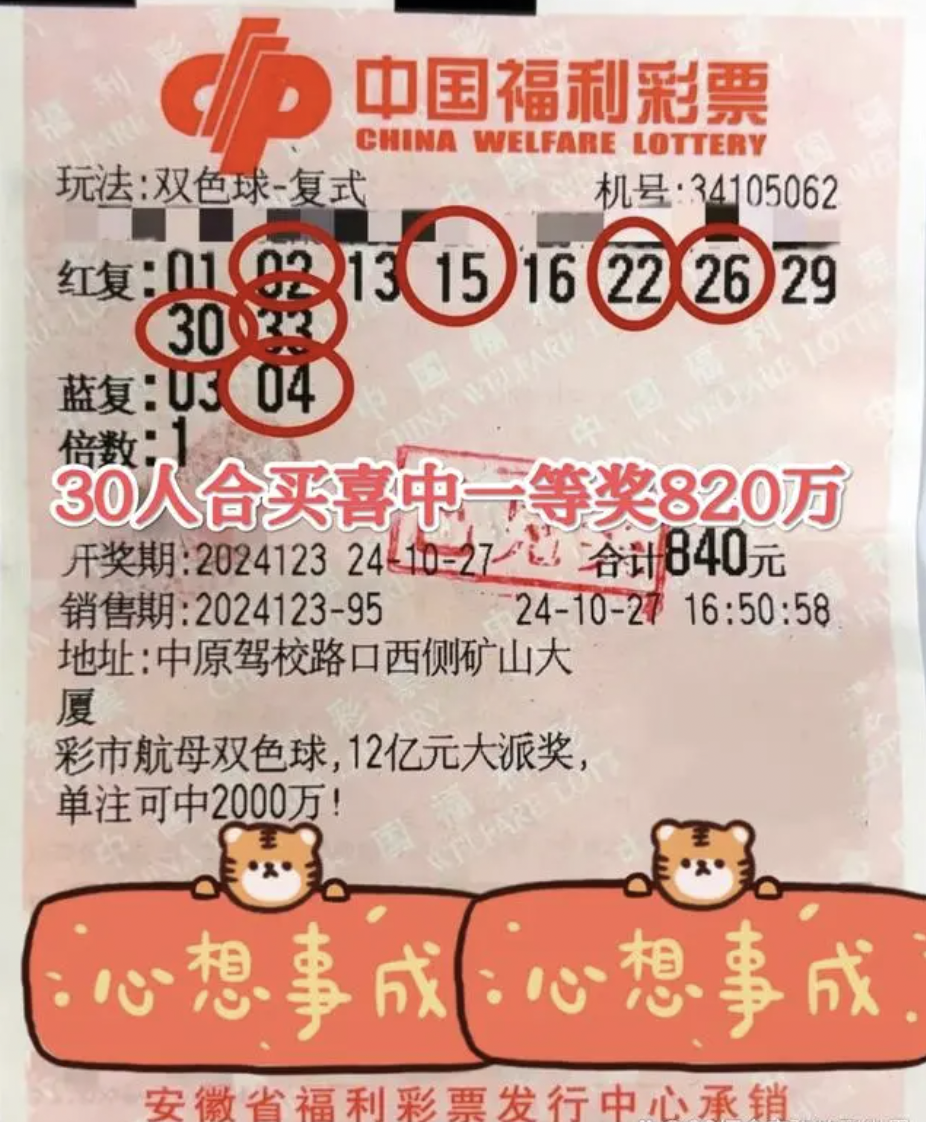 中国福利彩票
CHINA WELFARE LOTTERY
玩法:双色球-复式 机号:34105062
红复:01 02 13 15 16 22 26 29
30 33
蓝复:03 04
倍数:1
30人合买喜中一等奖820万
开奖期:2024123 24-10-27 合计840元
销售期:2024123-95 24-10-27 16:50:58
地址:中原驾校路口西侧矿山大
厦
彩市航母双色球,12亿元大派奖,
单注可中2000万!
心想事成 心想事成
安徽省福利彩票发行中心承销